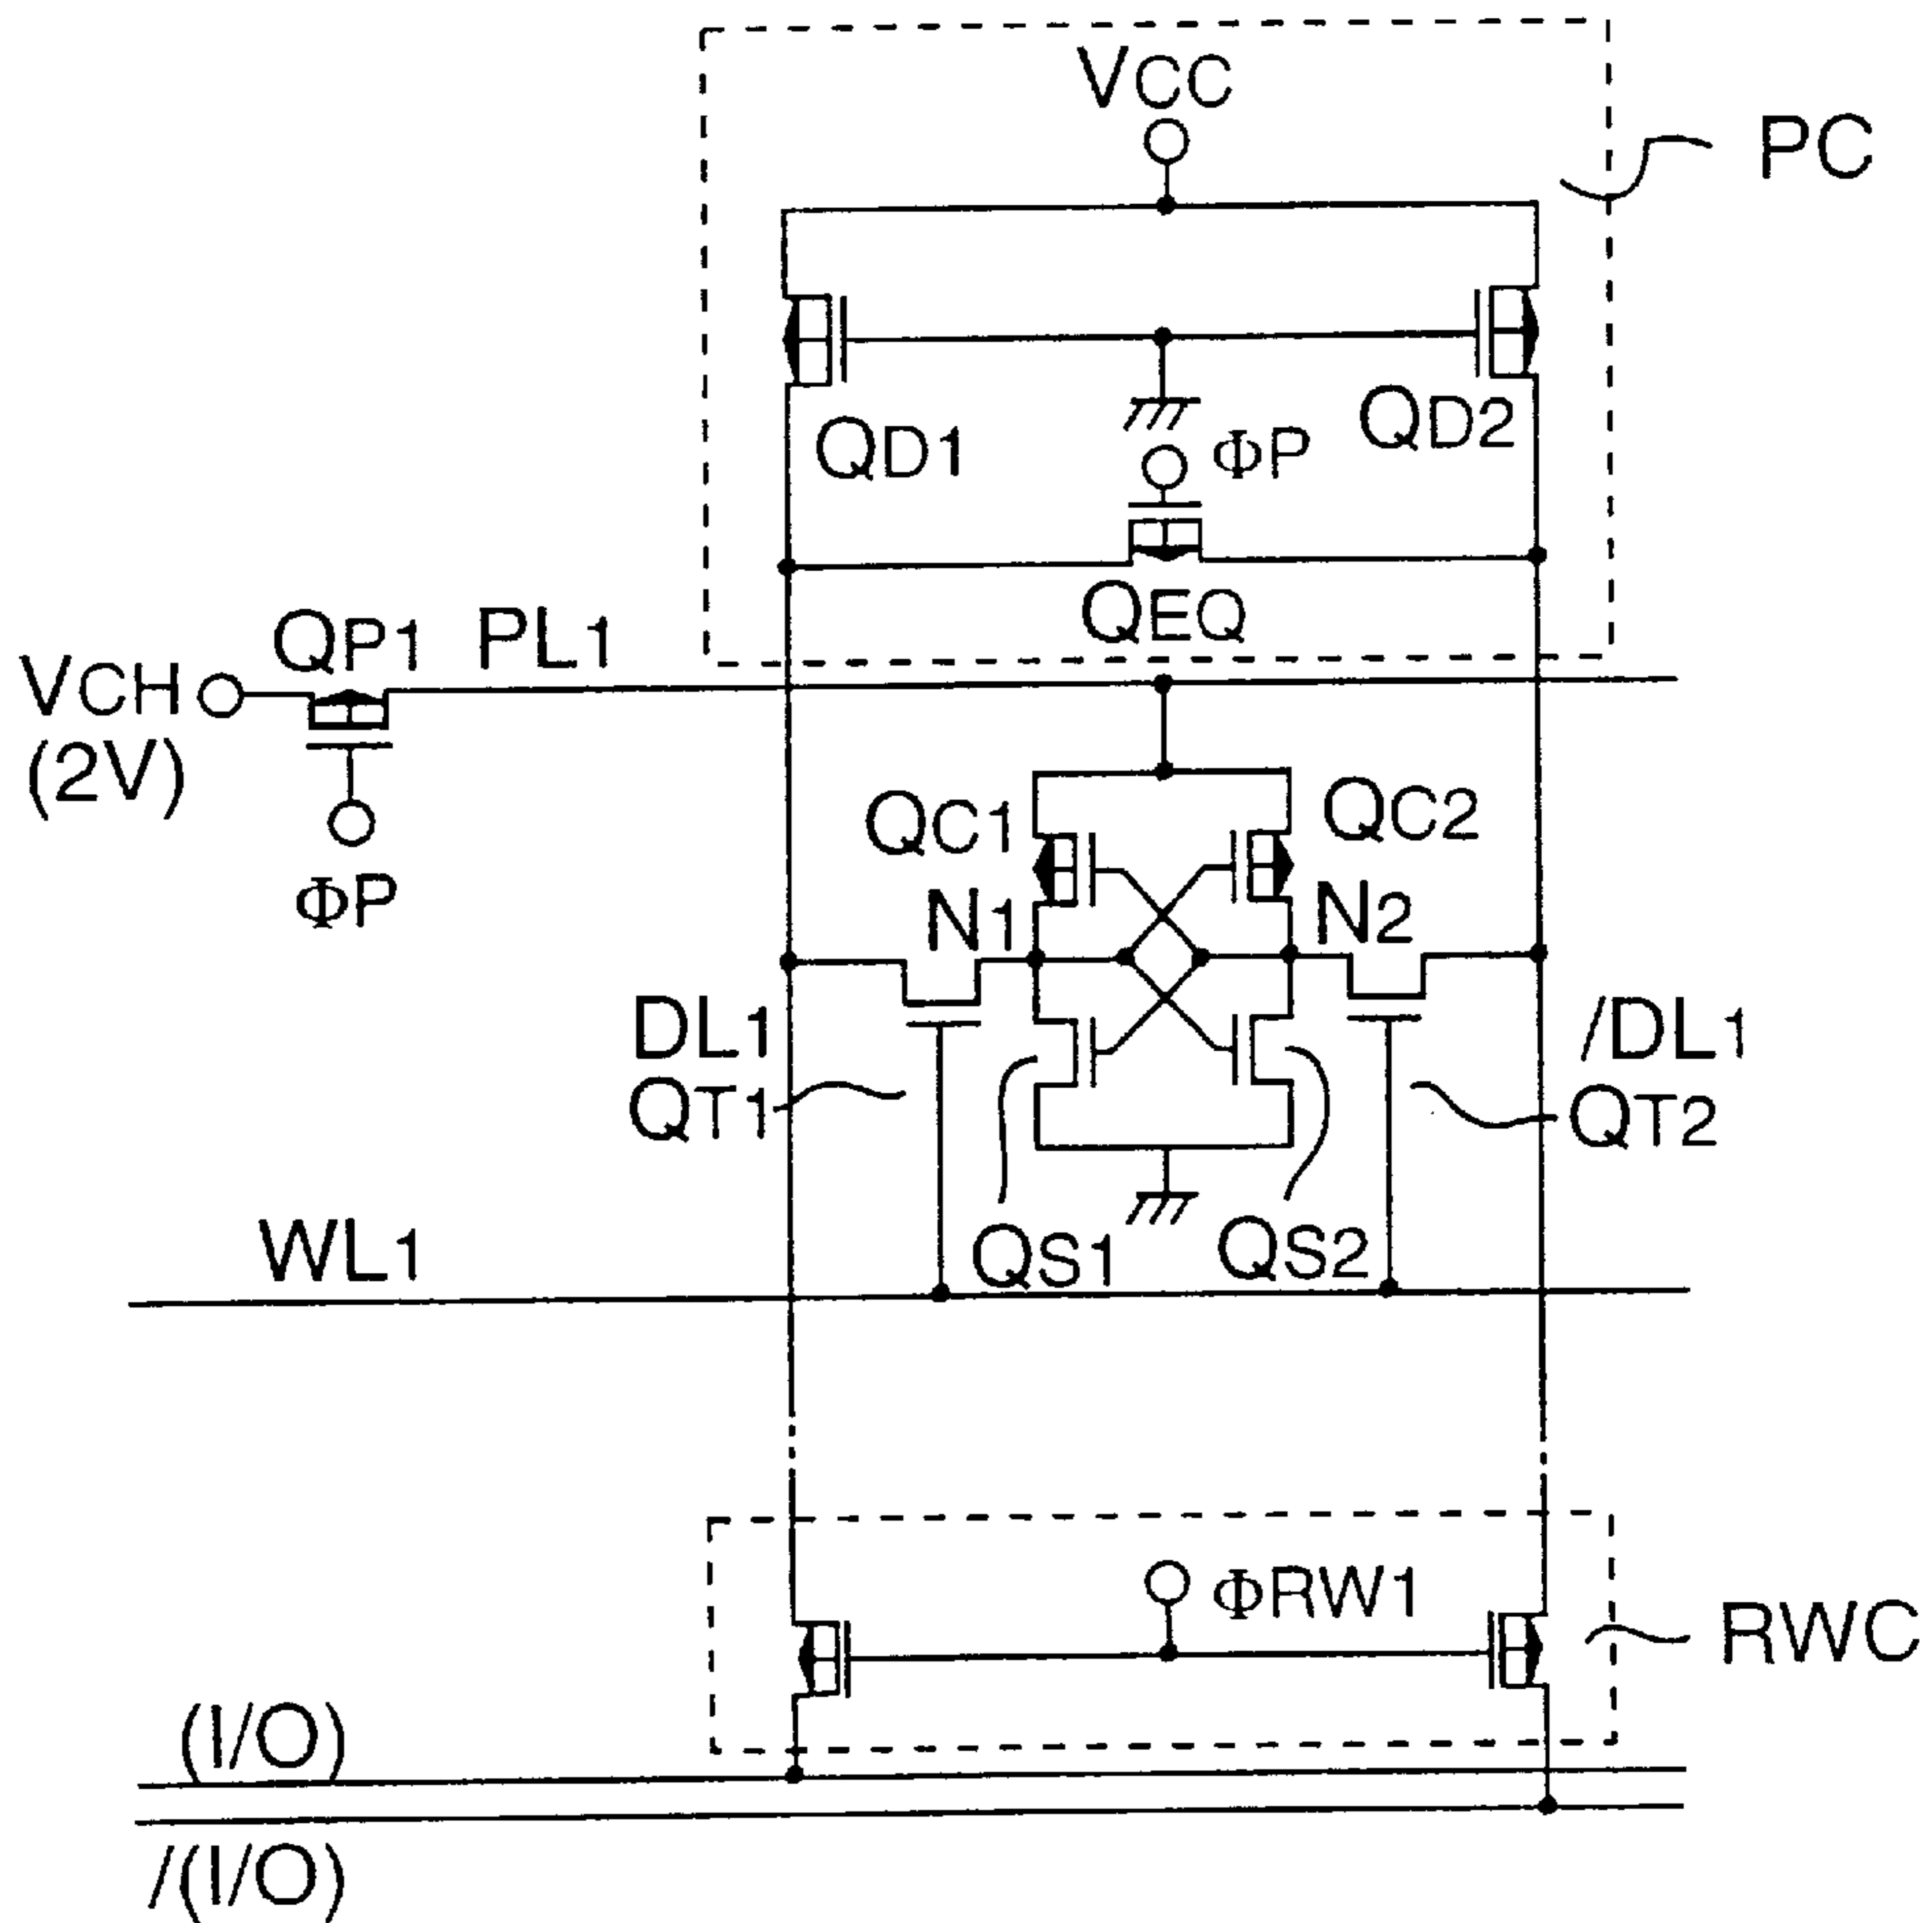 VCC
PC
QD1
QD2
ΦP
QEQ
QP1
PL1
VCH
(2V)
ΦP
QC1
QC2
N1
N2
DL1
/DL1
QT1
QT2
WL1
QS1
QS2
ΦRW1
RWC
(I/O)
/(I/O)